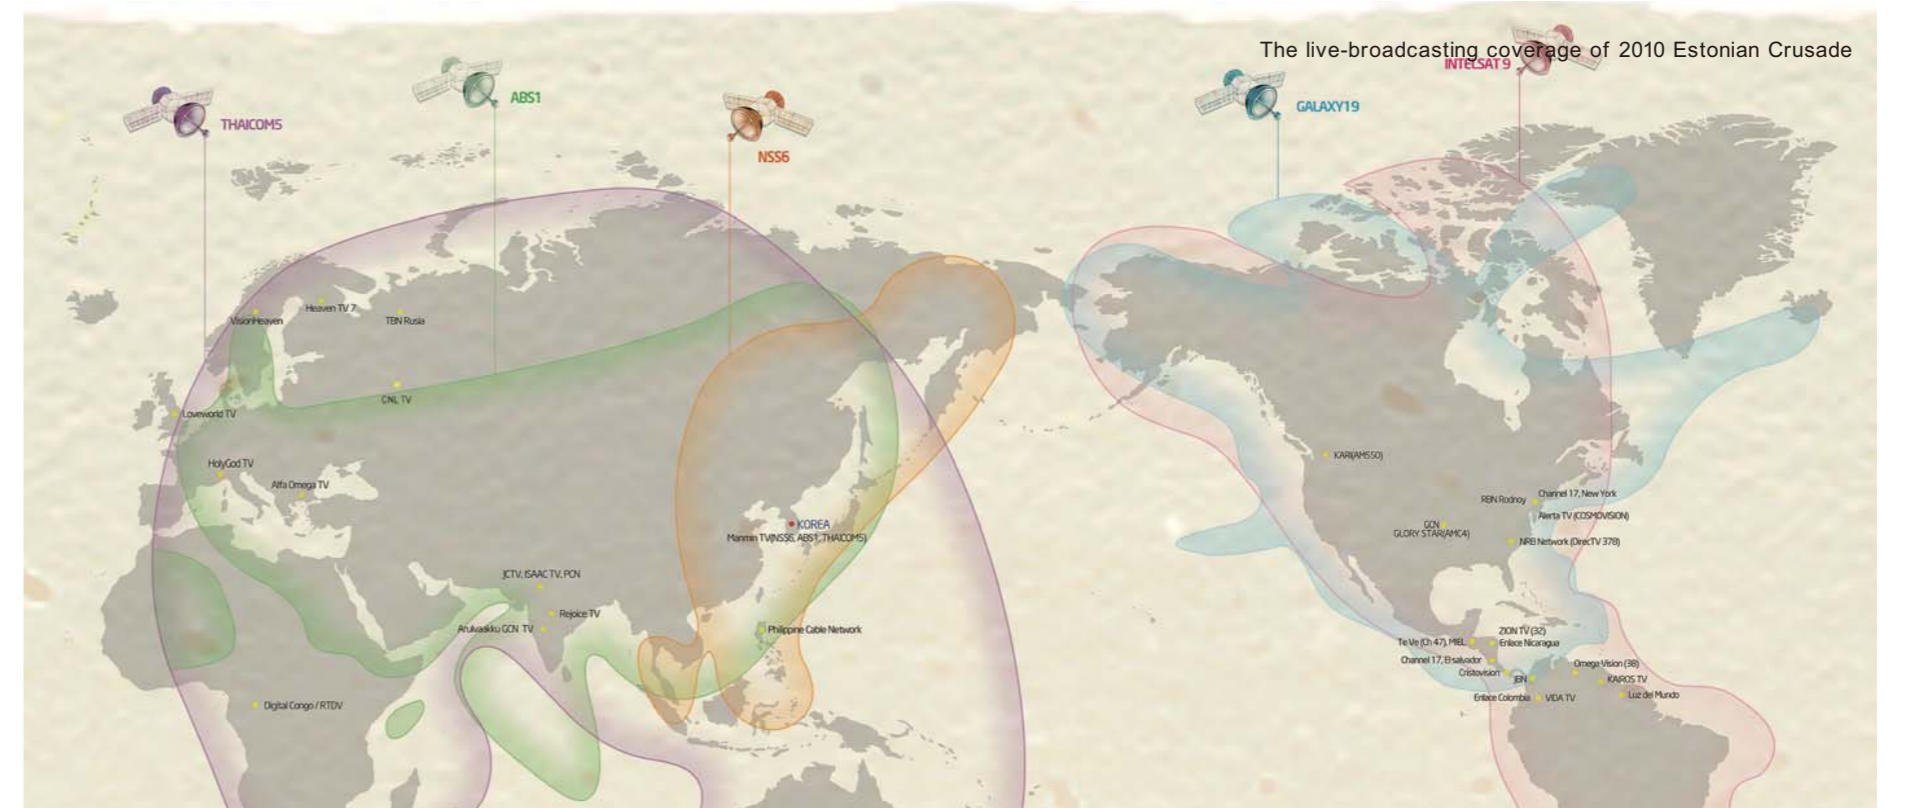 The live-broadcasting coverage of 2010 Estonian Crusade
INTELSAT 9
ABS1
GALAXY19
THAICOM5
NSS6
Heaven TV 7
VisionHeaven
TBN Rusia
CNL TV
Loveworld TV
HolyGod TV
Alfa Omega TV
KOREA
Manmin TV(NSS6, ABS1, THAICOM5)
JCTV, ISAAC TV, PCN
Rejoice TV
Arulvaakku GCN TV
Philippine Cable Network
Digital Congo / RTDV
KARI(AMS50)
RBN Rodnoy
Channel 17, New York
Alerta TV (COSMOVISION)
GCN
GLORY STAR(AMC4)
NRB Network (DirecTV 378)
ZION TV (32)
Te Ve (Ch 47), MIEL
Enlace Nicaragua
Channel 17, El salvador
Omega-Vision (38)
Cristovision
JBN
KAIROS TV
Enlace Colombia
VIDA TV
Luz del Mundo